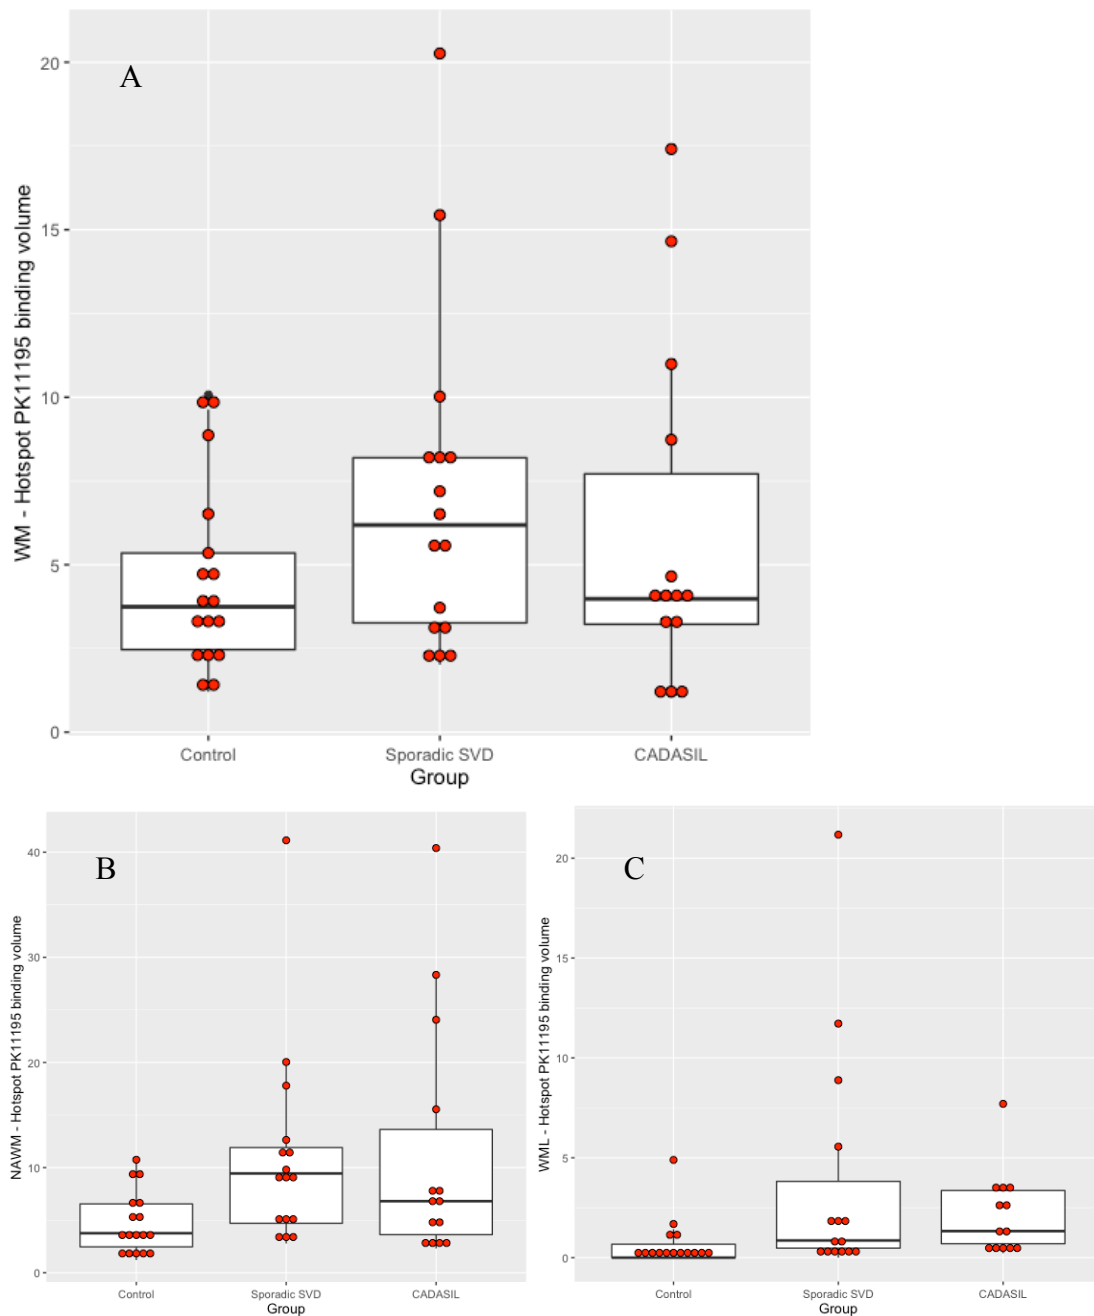 A
WM - Hotspot PK11195 binding volume
20
15
10
5
0
Control Sporadic SVD CADASIL
Group
B
NAWM - Hotspot PK11195 binding volume
40
30
20
10
0
Control Sporadic SVD CADASIL
Group
C
WML - Hotspot PK11195 binding volume
20
15
10
5
0
Control Sporadic SVD CADASIL
Group